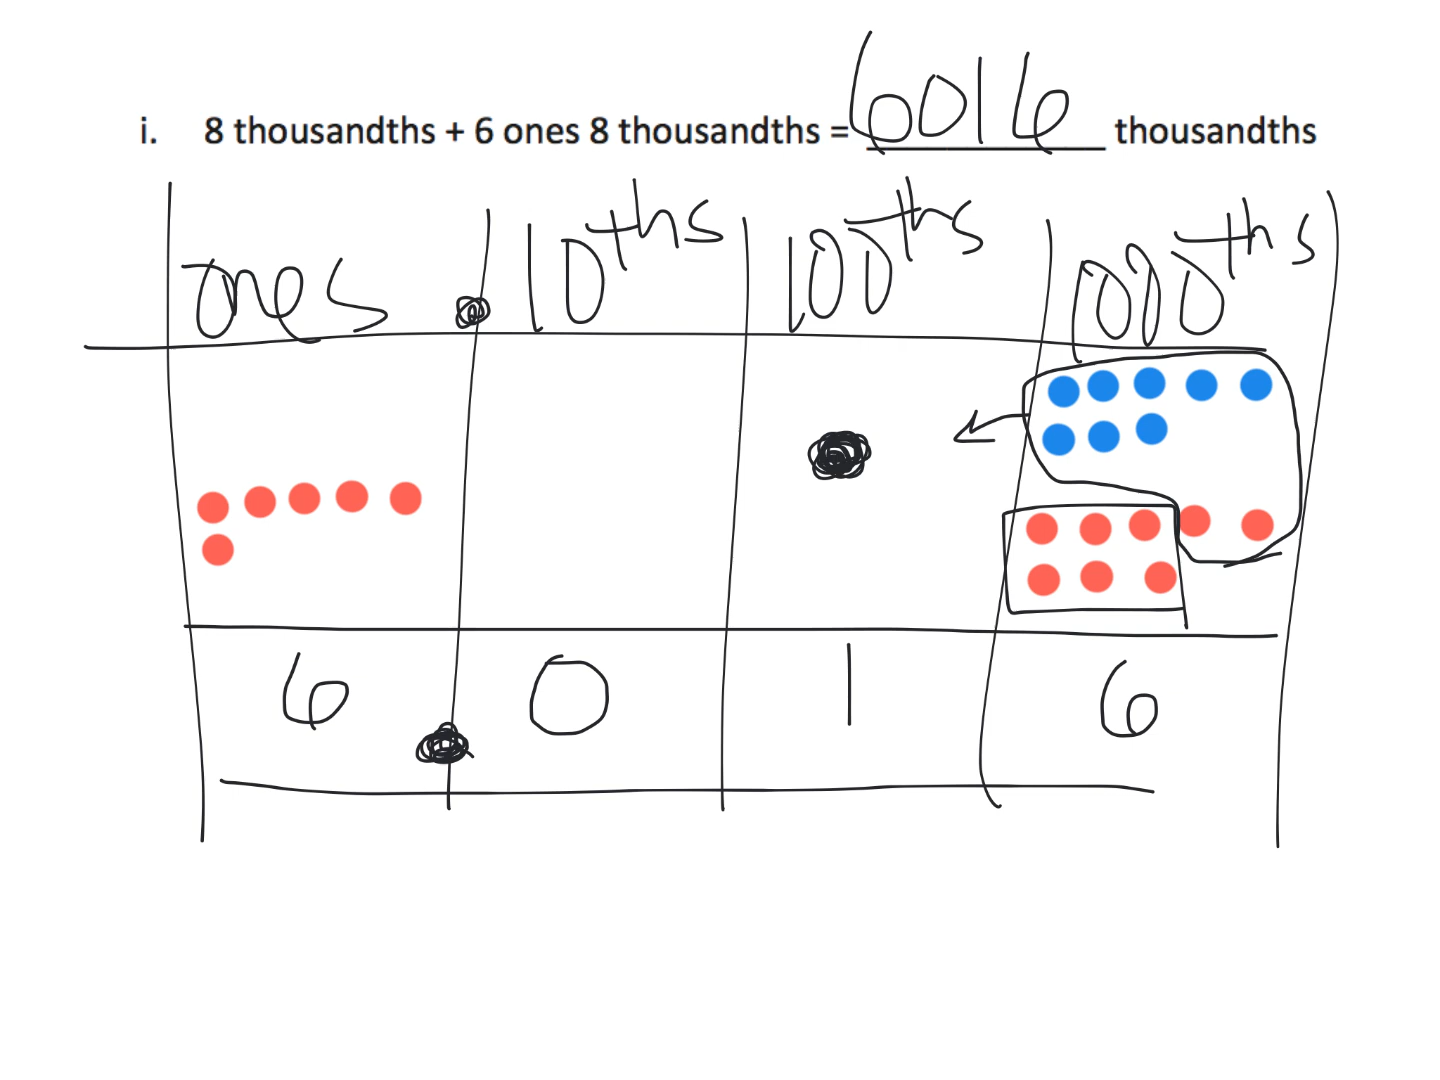 i. 8 thousandths + 6 ones 8 thousandths = 6016 thousandths
ones . 10ths 100ths 1000ths
6 . 0 1 6